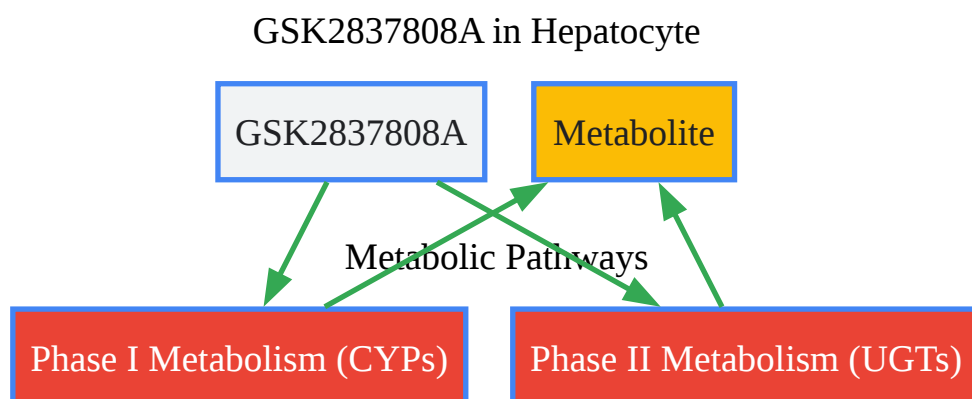 GSK2837808A in Hepatocyte
GSK2837808A
Metabolite
Metabolic Pathways
Phase I Metabolism (CYPs)
Phase II Metabolism (UGTs)